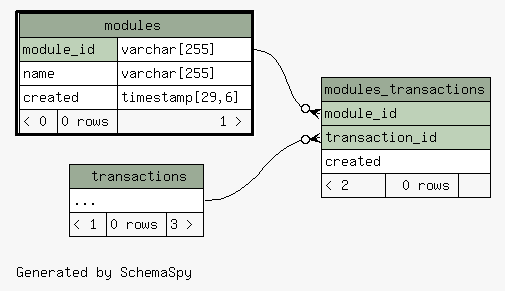 modules
module_id varchar[255]
name varchar[255]
created timestamp[29,6]
< 0 0 rows 1 >
modules_transactions
module_id
transaction_id
created
< 2 0 rows
transactions
...
< 1 0 rows 3 >
Generated by SchemaSpy